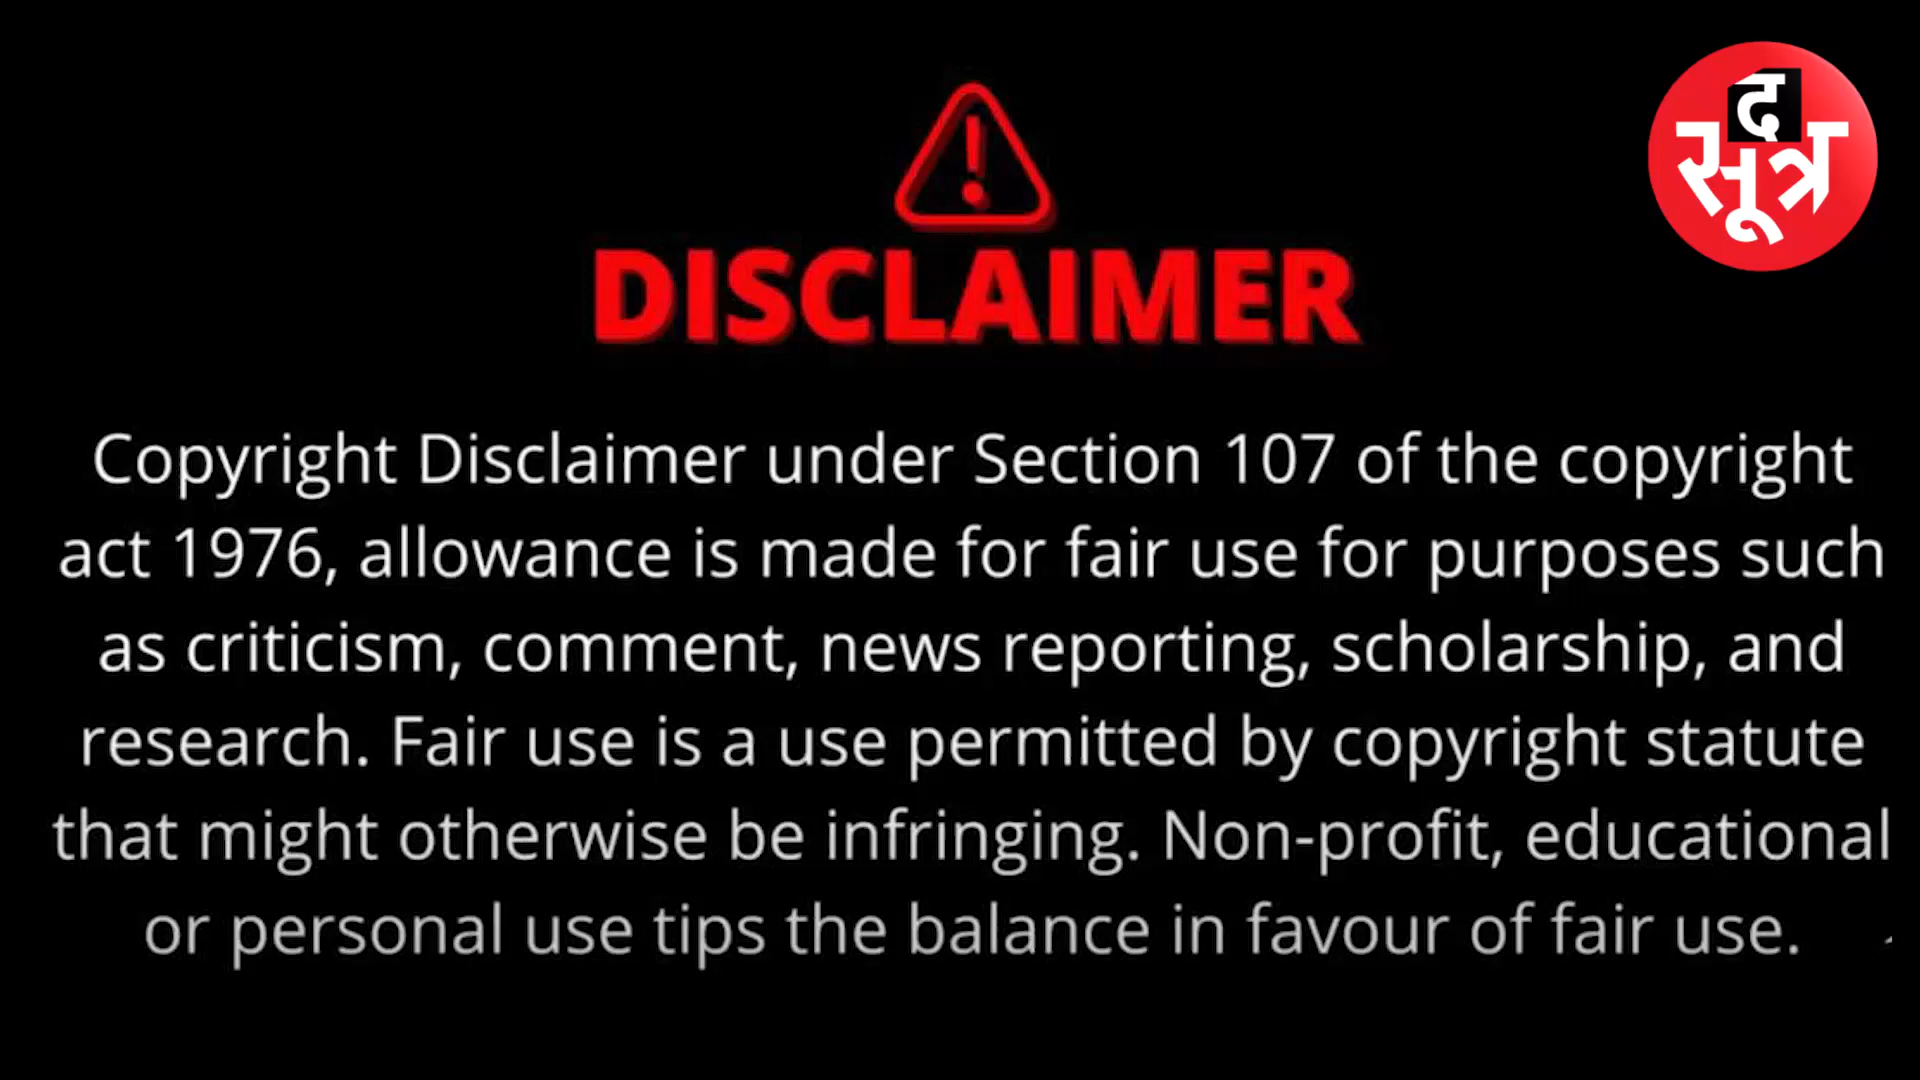 द
सूत्र
DISCLAIMER
Copyright Disclaimer under Section 107 of the copyright
act 1976, allowance is made for fair use for purposes such
as criticism, comment, news reporting, scholarship, and
research. Fair use is a use permitted by copyright statute
that might otherwise be infringing. Non-profit, educational
or personal use tips the balance in favour of fair use.